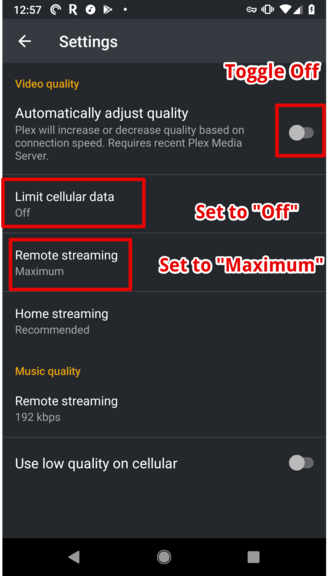 12:57
Settings
Toggle Off
Video quality
Automatically adjust quality
Plex will increase or decrease quality based on
connection speed. Requires recent Plex Media
Server.
Limit cellular data
Off
Set to "Off"
Remote streaming
Maximum
Set to "Maximum"
Home streaming
Recommended
Music quality
Remote streaming
192 kbps
Use low quality on cellular